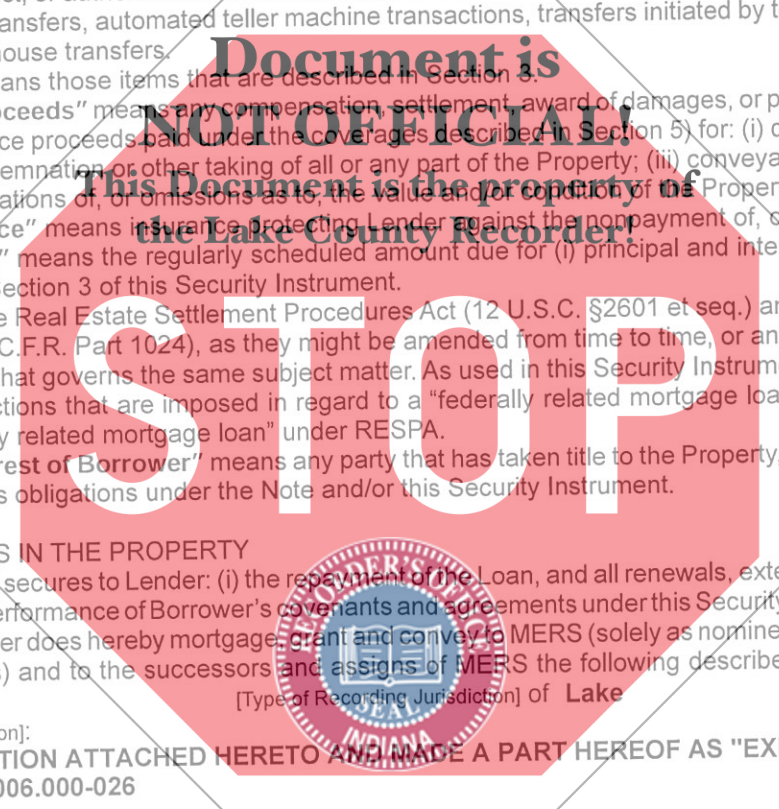 ansfers, automated teller machine transactions, transfers initiated by t
ouse transfers.
Document is
ans those items that are described in Section 3.
ceeds" means any compensation, settlement, award of damages, or p
NOT OFFICIAL!
ce proceeds paid under the coverages described in Section 5) for: (i)
emnation or other taking of all or any part of the Property; (iii) conveya
This Document is the property of
ations of, or omissions as to, the value and/or condition of the Proper
ce" means insurance protecting Lender against the nonpayment of,
the Lake County Recorder!
" means the regularly scheduled amount due for (i) principal and inte
ection 3 of this Security Instrument.
e Real Estate Settlement Procedures Act (12 U.S.C. §2601 et seq.) an
C.F.R. Part 1024), as they might be amended from time to time, or an
hat governs the same subject matter. As used in this Security Instrum
STOP
ctions that are imposed in regard to a “federally related mortgage loa
y related mortgage loan” under RESPA.
rest of Borrower" means any party that has taken title to the Property,
s obligations under the Note and/or this Security Instrument.
S IN THE PROPERTY
secures to Lender: (i) the repayment of the Loan, and all renewals, exte
erformance of Borrower's covenants and agreements under this Security
er does hereby mortgage, grant and convey to MERS (solely as nomine
) and to the successors and assigns of MERS the following describe
[Type of Recording Jurisdiction] of Lake
RECORDER'S OFFICE
SEAL
INDIANA
on]:
TION ATTACHED HERETO AND MADE A PART HEREOF AS "EX
006.000-026